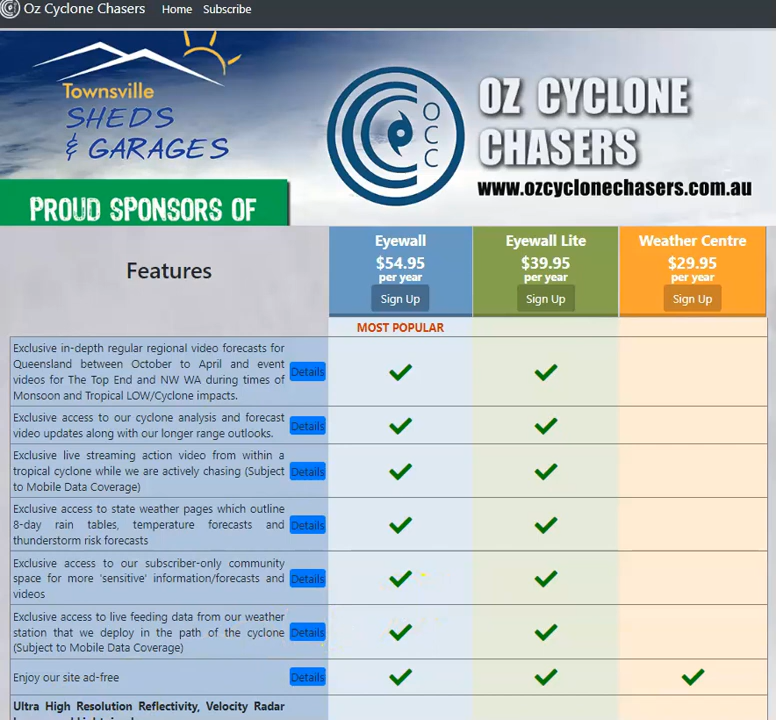 Oz Cyclone Chasers Home Subscribe
Townsville
SHEDS
& GARAGES
PROUD SPONSORS OF
OCC
OZ CYCLONE
CHASERS
www.ozcyclonechasers.com.au
Features
Eyewall
$54.95
per year
Sign Up
Eyewall Lite
$39.95
per year
Sign Up
Weather Centre
$29.95
per year
Sign Up
MOST POPULAR
Exclusive in-depth regular regional video forecasts for
Queensland between October to April and event
videos for The Top End and NW WA during times of
Monsoon and Tropical LOW/Cyclone impacts.
Details
Exclusive access to our cyclone analysis and forecast
video updates along with our longer range outlooks.
Details
Exclusive live streaming action video from within a
tropical cyclone while we are actively chasing (Subject
to Mobile Data Coverage)
Details
Exclusive access to state weather pages which outline
8-day rain tables, temperature forecasts and
thunderstorm risk forecasts
Details
Exclusive access to our subscriber-only community
space for more 'sensitive' information/forecasts and
videos
Details
Exclusive access to live feeding data from our weather
station that we deploy in the path of the cyclone
(Subject to Mobile Data Coverage)
Details
Enjoy our site ad-free
Details
Ultra High Resolution Reflectivity, Velocity Radar